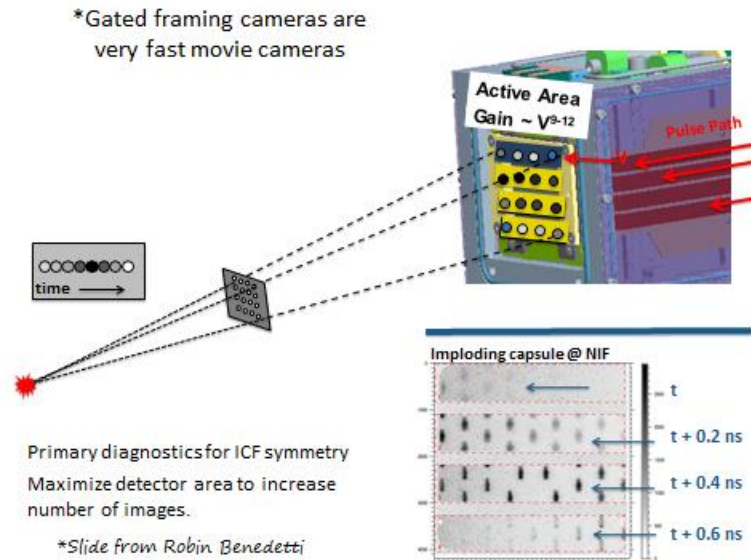 *Gated framing cameras are
very fast movie cameras
Active Area
Gain ~ V9-12
Pulse Path
V
time
Imploding capsule @ NIF
t
t + 0.2 ns
t + 0.4 ns
t + 0.6 ns
Primary diagnostics for ICF symmetry
Maximize detector area to increase
number of images.
*Slide from Robin Benedetti